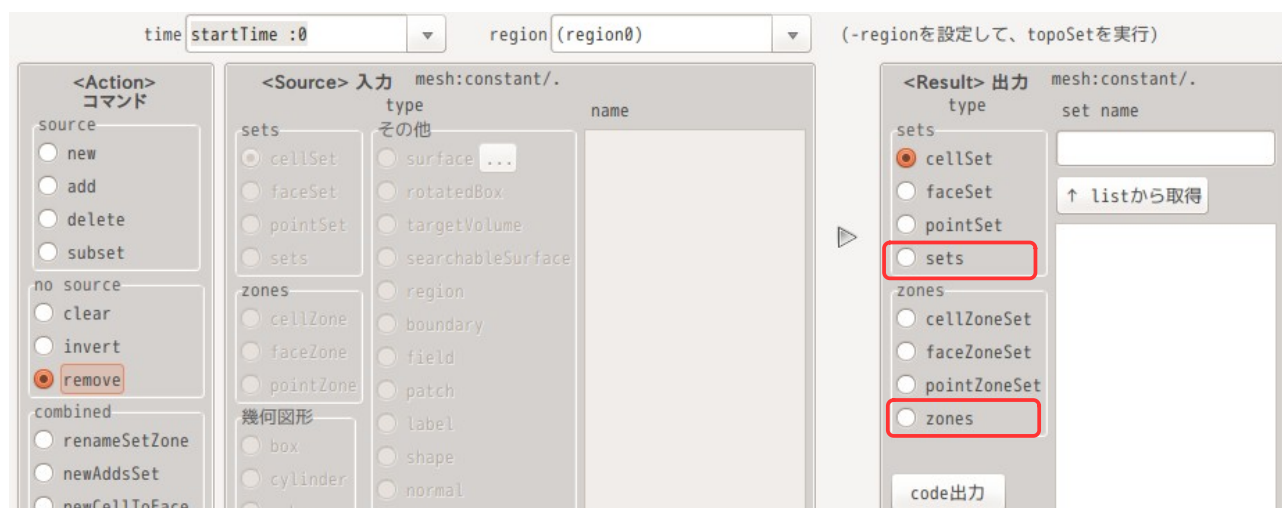 time startTime :0 region (region0) (-regionを設定して、topoSetを実行)
<Action>
コマンド
source
new
add
delete
subset
no source
clear
invert
remove
combined
renameSetZone
newAddsSet
newCellToFace
<Source> 入力 mesh:constant/.
type
name
sets
cellSet
faceSet
pointSet
sets
zones
cellZone
faceZone
pointZone
幾何図形
box
cylinder
その他
surface ...
rotatedBox
targetVolume
searchableSurface
region
boundary
field
patch
label
shape
normal
<Result> 出力 mesh:constant/.
type
set name
sets
cellSet
faceSet
pointSet
sets
↑ listから取得
zones
cellZoneSet
faceZoneSet
pointZoneSet
zones
code出力